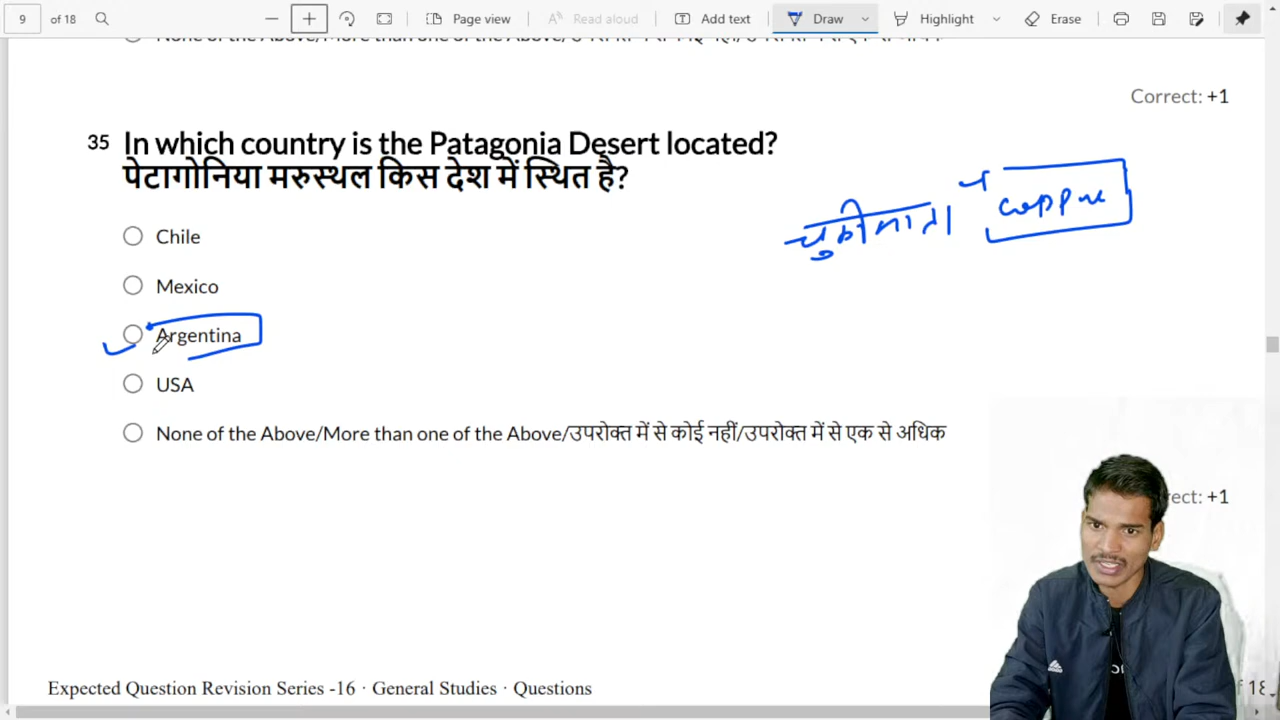 9 of 18 Page view Read aloud Add text Draw Highlight Erase
Correct: +1
35 In which country is the Patagonia Desert located?
पेटागोनिया मरुस्थल किस देश में स्थित है?
Chile
Mexico
Argentina
USA
None of the Above/More than one of the Above/उपरोक्त में से कोई नहीं/उपरोक्त में से एक से अधिक
+1
Expected Question Revision Series -16 · General Studies · Questions